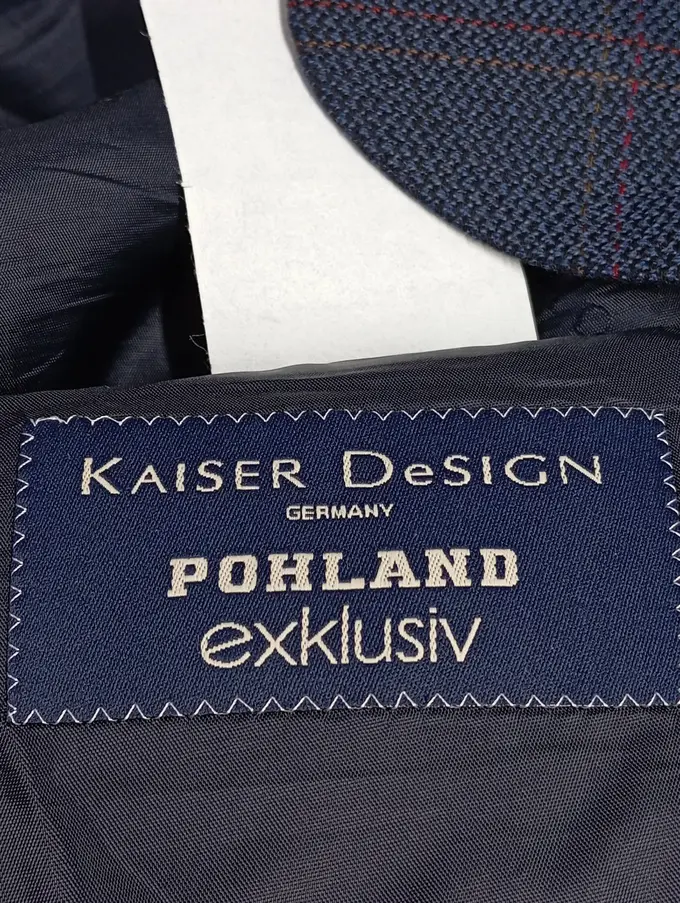 KAISER DeSIGN
GERMANY
POHLAND
exklusiv